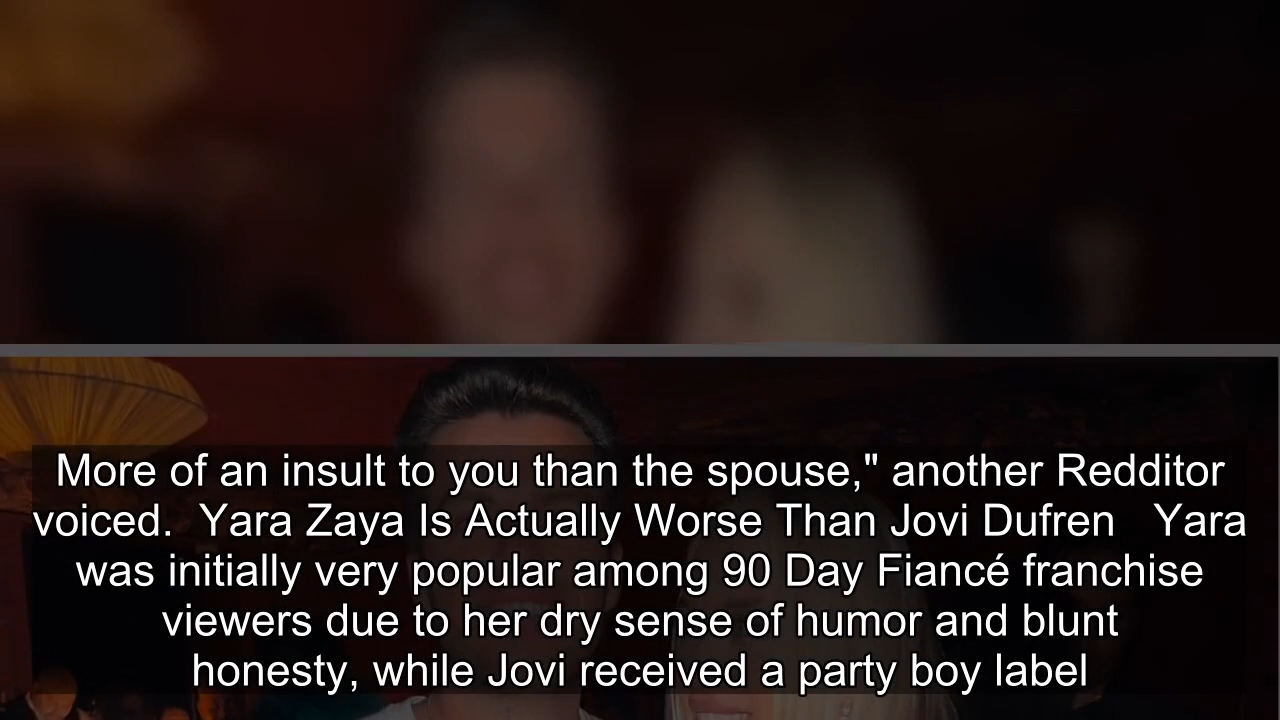 More of an insult to you than the spouse," another Redditor
voiced.  Yara Zaya Is Actually Worse Than Jovi Dufren   Yara
was initially very popular among 90 Day Fiancé franchise
viewers due to her dry sense of humor and blunt
honesty, while Jovi received a party boy label